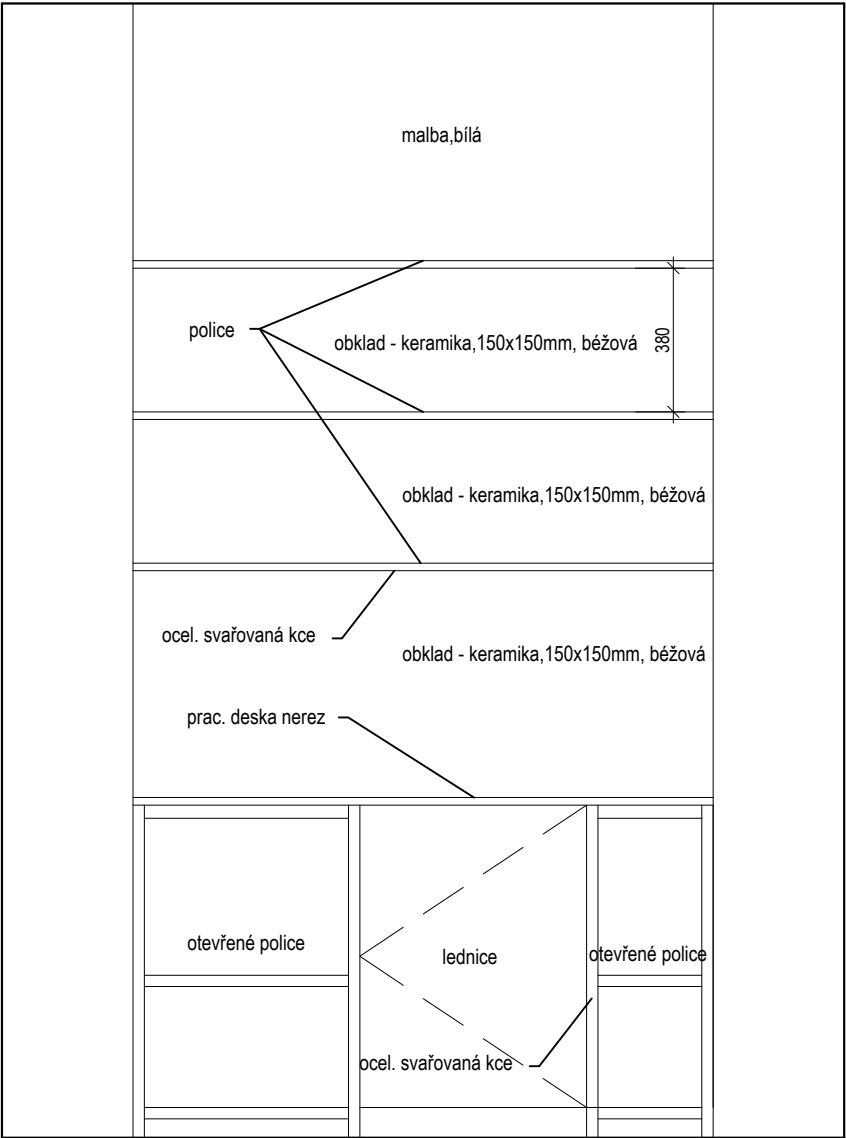 malba,bílá
police
obklad - keramika,150x150mm, béžová
380
obklad - keramika,150x150mm, béžová
ocel. svařovaná kce
obklad - keramika,150x150mm, béžová
prac. deska nerez
otevřené police
lednice
otevřené police
ocel. svařovaná kce